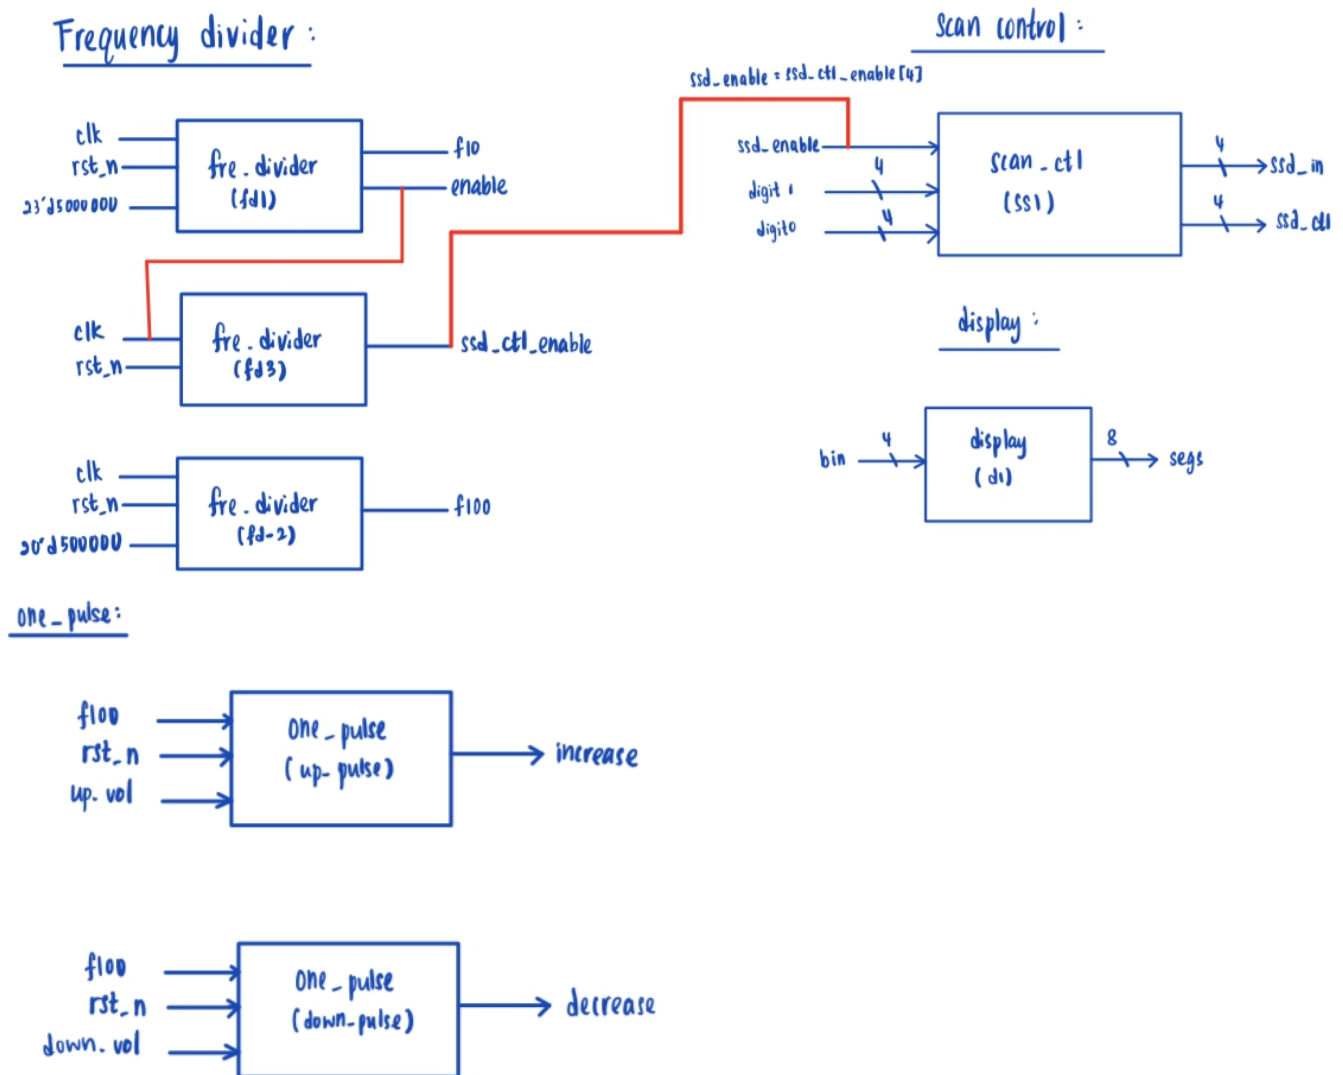 Frequency divider :
clk
rst_n
23'd5000000
fre_divider
(fd1)
f10
enable
clk
rst_n
fre_divider
(fd3)
ssd_ctl_enable
clk
rst_n
20'd500000
fre_divider
(fd-2)
f100
Scan control :
ssd_enable = ssd_ctl_enable[4]
ssd_enable
digit 1
4
digit0
4
scan_ctl
(ss1)
4
ssd_in
4
ssd_ctl
display :
bin
4
display
(d1)
8
segs
one_pulse :
f100
rst_n
up_vol
one_pulse
(up_pulse)
increase
f100
rst_n
down_vol
one_pulse
(down_pulse)
decrease